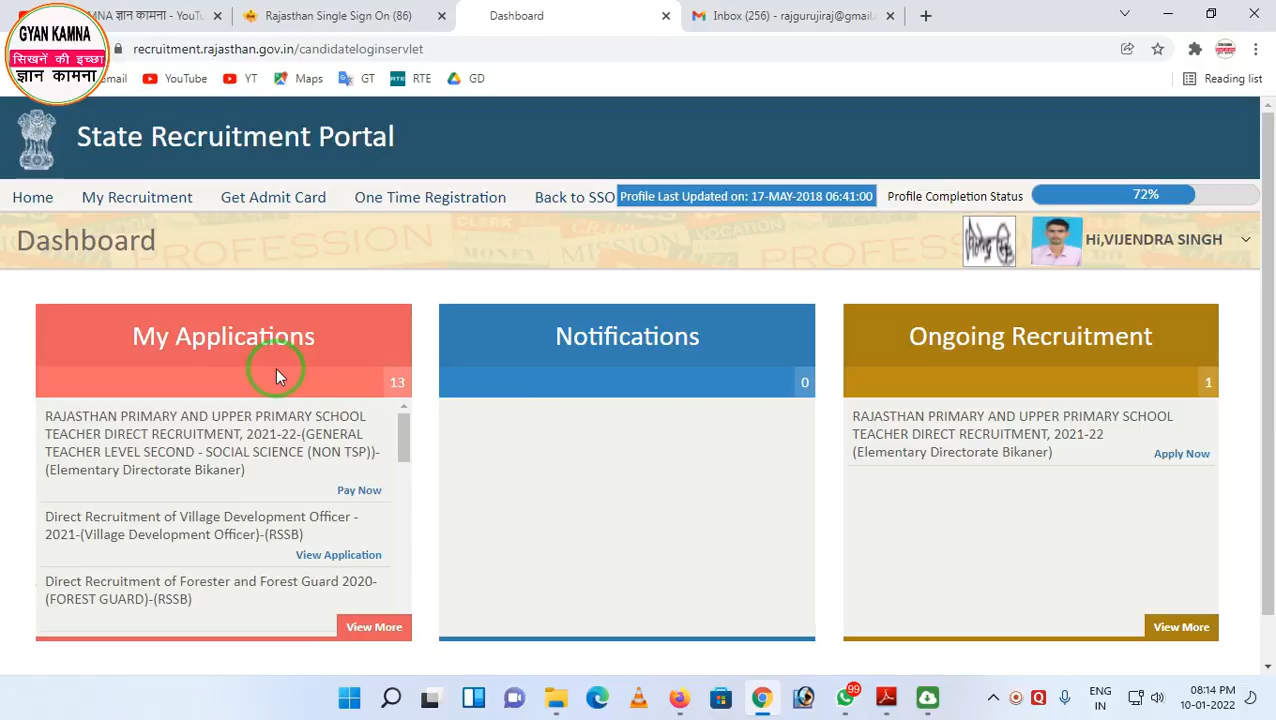 MNA ज्ञान कामना - YouT
Rajasthan Single Sign On (86)
Dashboard
Inbox (256) - rajgurujiraj@gmail.
GYAN KAMNA
सिखनें की इच्छा
ज्ञान कामना
recruitment.rajasthan.gov.in/candidateloginservlet
email
YouTube
YT
Maps
GT
RTE
RTE
GD
Reading list
State Recruitment Portal
Home
My Recruitment
Get Admit Card
One Time Registration
Back to SSO
Profile Last Updated on: 17-MAY-2018 06:41:00
Profile Completion Status
72%
Dashboard
Hi,VIJENDRA SINGH
My Applications
13
RAJASTHAN PRIMARY AND UPPER PRIMARY SCHOOL
TEACHER DIRECT RECRUITMENT, 2021-22-(GENERAL
TEACHER LEVEL SECOND - SOCIAL SCIENCE (NON TSP))-
(Elementary Directorate Bikaner)
Pay Now
Direct Recruitment of Village Development Officer -
2021-(Village Development Officer)-(RSSB)
View Application
Direct Recruitment of Forester and Forest Guard 2020-
(FOREST GUARD)-(RSSB)
View More
Notifications
0
Ongoing Recruitment
1
RAJASTHAN PRIMARY AND UPPER PRIMARY SCHOOL
TEACHER DIRECT RECRUITMENT, 2021-22
(Elementary Directorate Bikaner)
Apply Now
View More
99
ENG
IN
08:14 PM
10-01-2022